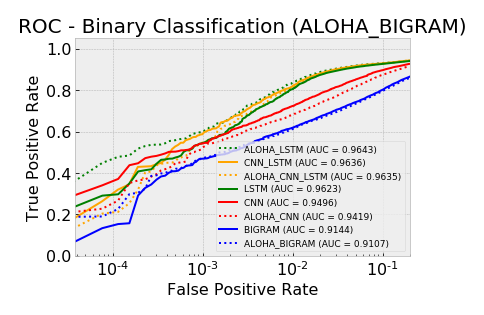 ROC - Binary Classification (ALOHA_BIGRAM)
True Positive Rate
1.0
0.8
0.6
0.4
0.2
0.0
10⁻⁴
10⁻³
10⁻²
10⁻¹
False Positive Rate
ALOHA_LSTM (AUC = 0.9643)
CNN_LSTM (AUC = 0.9636)
ALOHA_CNN_LSTM (AUC = 0.9635)
LSTM (AUC = 0.9623)
CNN (AUC = 0.9496)
ALOHA_CNN (AUC = 0.9419)
BIGRAM (AUC = 0.9144)
ALOHA_BIGRAM (AUC = 0.9107)